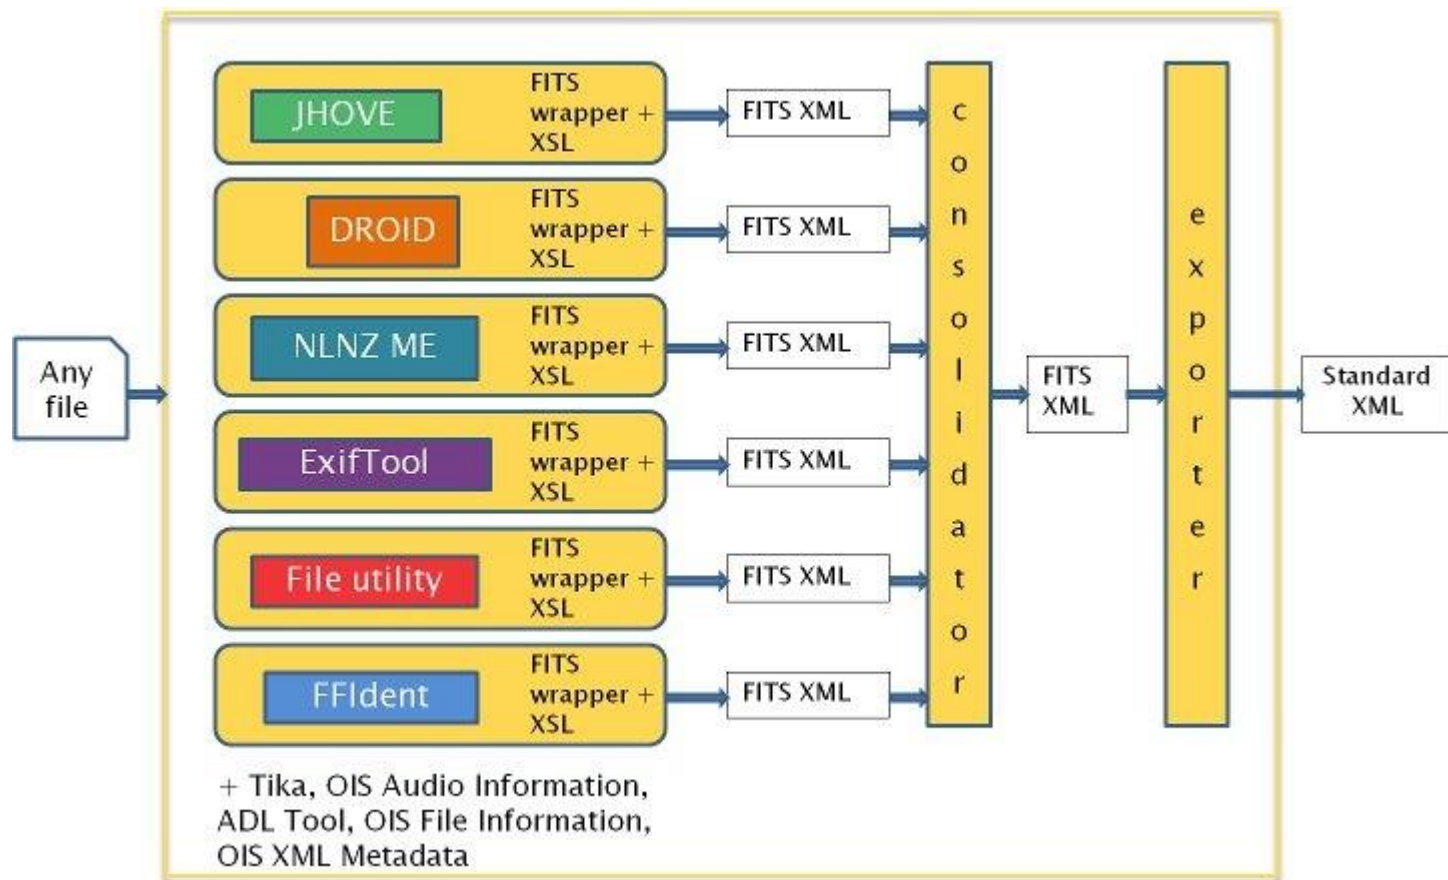 Any
file
JHOVE
FITS
wrapper +
XSL
FITS XML
DROID
FITS
wrapper +
XSL
FITS XML
NLNZ ME
FITS
wrapper +
XSL
FITS XML
ExifTool
FITS
wrapper +
XSL
FITS XML
File utility
FITS
wrapper +
XSL
FITS XML
FFIdent
FITS
wrapper +
XSL
FITS XML
consolidator
FITS
XML
exporter
Standard
XML
+ Tika, OIS Audio Information,
ADL Tool, OIS File Information,
OIS XML Metadata